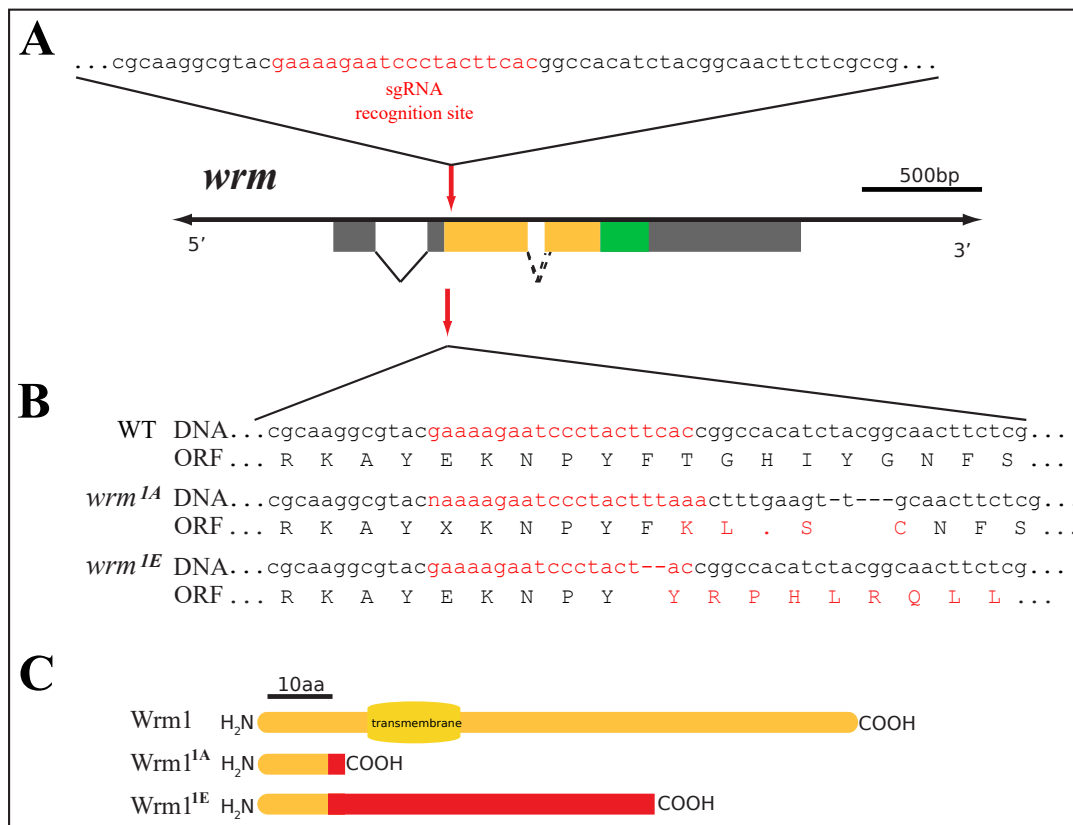 A
...cgcaaggcgtacgaaaagaatccctacttcacggccacatctacggcaacttctcgccg...
sgRNA
recognition site
wrm
500bp
5’
3’
B
WT DNA...cgcaaggcgtacgaaaagaatccctacttcaccggccacatctacggcaacttctcg...
ORF... R K A Y E K N P Y F T G H I Y G N F S
wrm1A DNA...cgcaaggcgtacnaaaagaatccctactttaaactttgaagt-t---gcaacttctcg...
ORF... R K A Y X K N P Y F K L . S C N F S
wrm1E DNA...cgcaaggcgtacgaaaagaatccctact--accggccacatctacggcaacttctcg...
ORF... R K A Y E K N P Y Y R P H L R Q L L ...
C
10aa
Wrm1 H2N transmembrane COOH
Wrm11A H2N COOH
Wrm11E H2N COOH